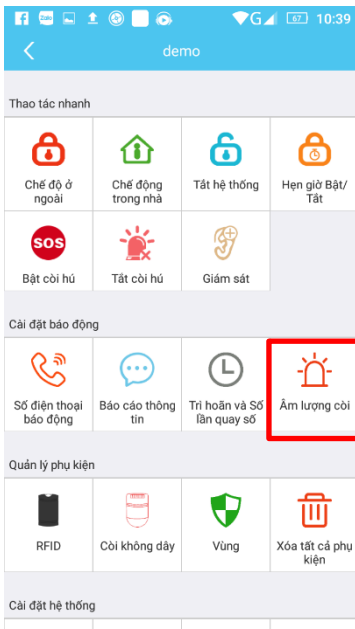 Zalo G 67 10:39
demo
Thao tác nhanh
Chế độ ở Chế động Tắt hệ thống Hẹn giờ Bật/
ngoài trong nhà Tắt
SOS
Bật còi hú Tắt còi hú Giám sát
Cài đặt báo động
Số điện thoại Báo cáo thông Trì hoãn và Số Âm lượng còi
báo động tin lần quay số
Quản lý phụ kiện
RFID Còi không dây Vùng Xóa tất cả phụ
kiện
Cài đặt hệ thống